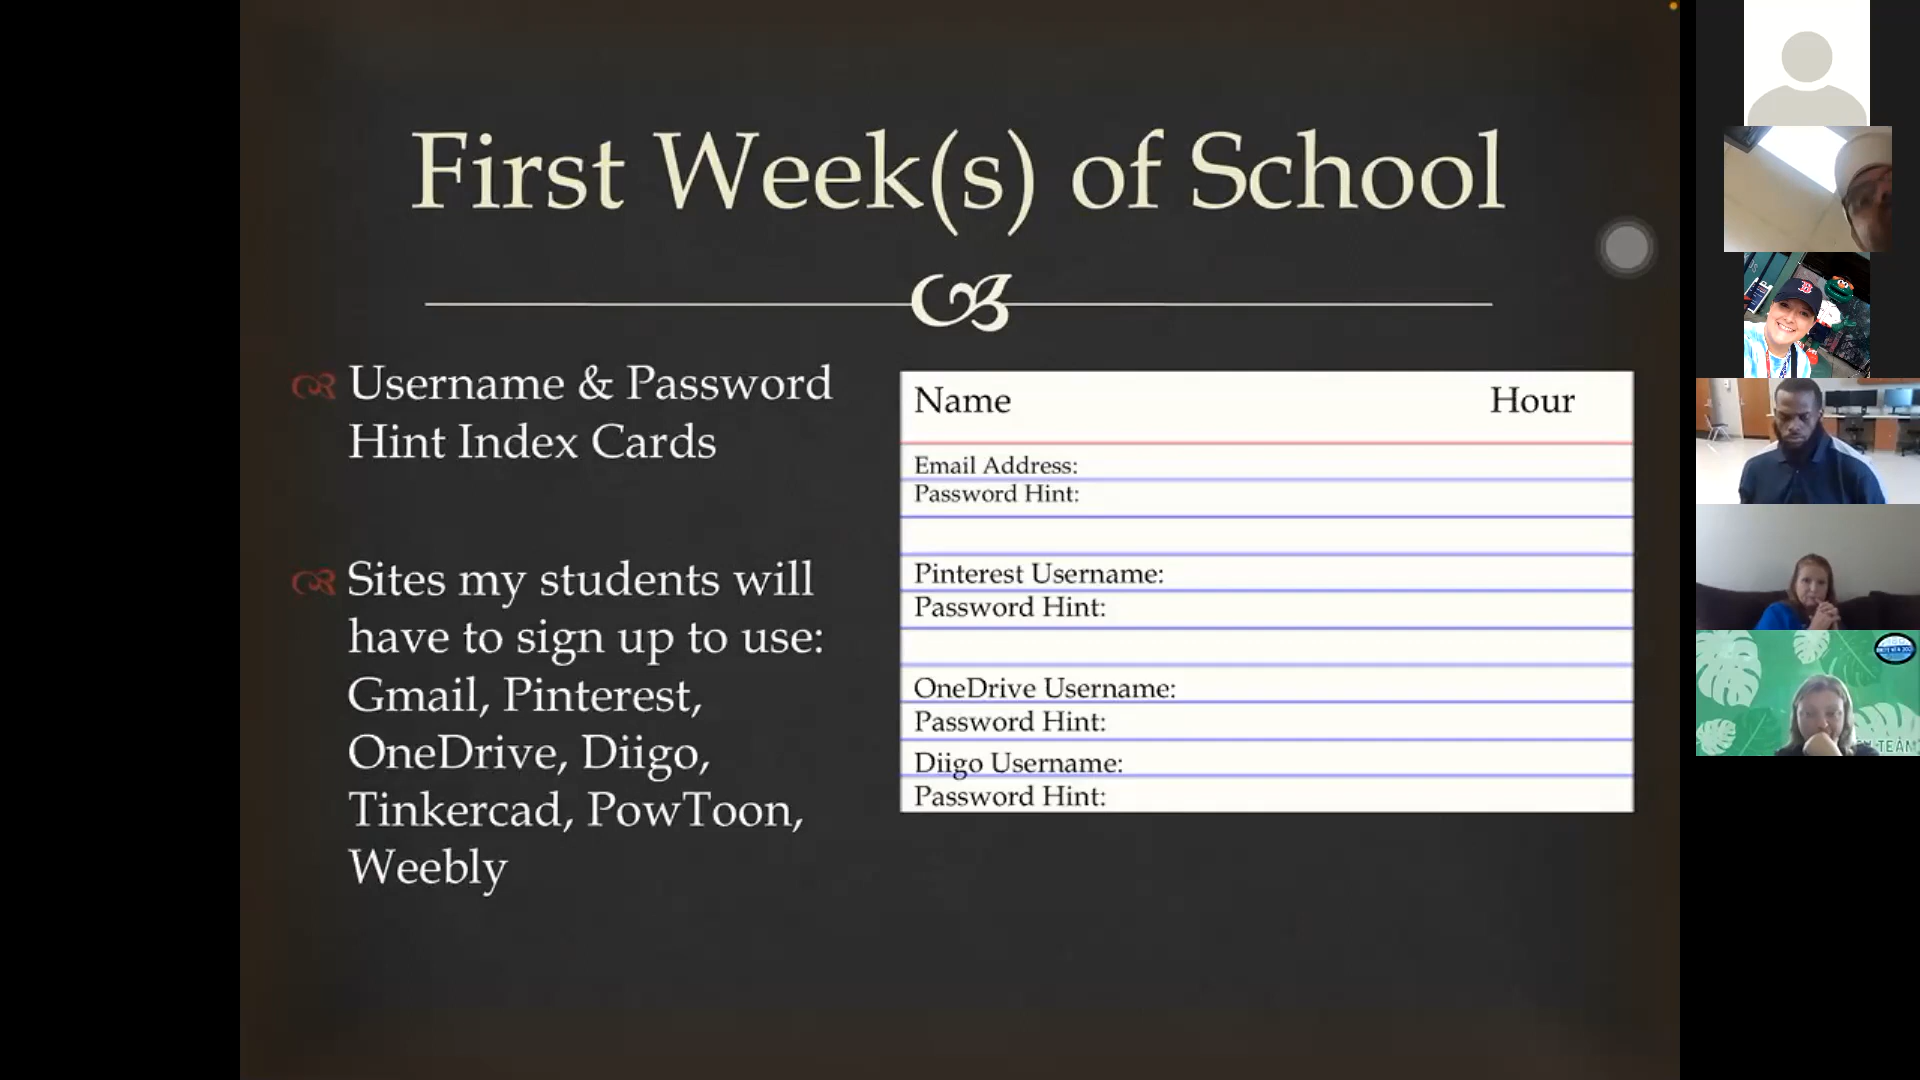 First Week(s) of School
Username & Password
Hint Index Cards
Sites my students will
have to sign up to use:
Gmail, Pinterest,
OneDrive, Diigo,
Tinkercad, PowToon,
Weebly
Name Hour
Email Address:
Password Hint:
Pinterest Username:
Password Hint:
OneDrive Username:
Password Hint:
Diigo Username:
Password Hint:
B
TEAM